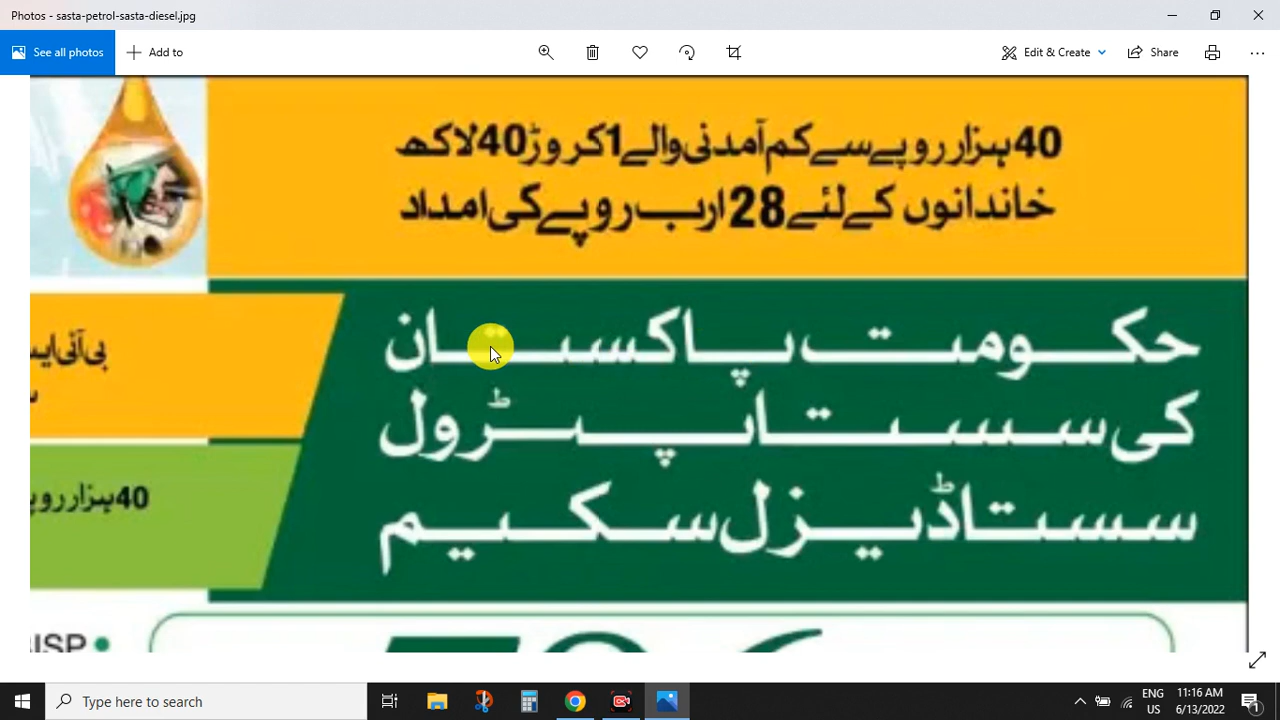 Photos - sasta-petrol-sasta-diesel.jpg
See all photos
Add to
Edit & Create
Share
40 ہزار روپے سے کم آمدنی والے 1 کروڑ 40 لاکھ
خاندانوں کے لئے 28 ارب روپے کی امداد
حکومت پاکستان
کی سستا پٹرول
سستا ڈیزل سکیم
بی آئی ایس
40 ہزار روپے
ISP
Type here to search
ENG
US
11:16 AM
6/13/2022
1